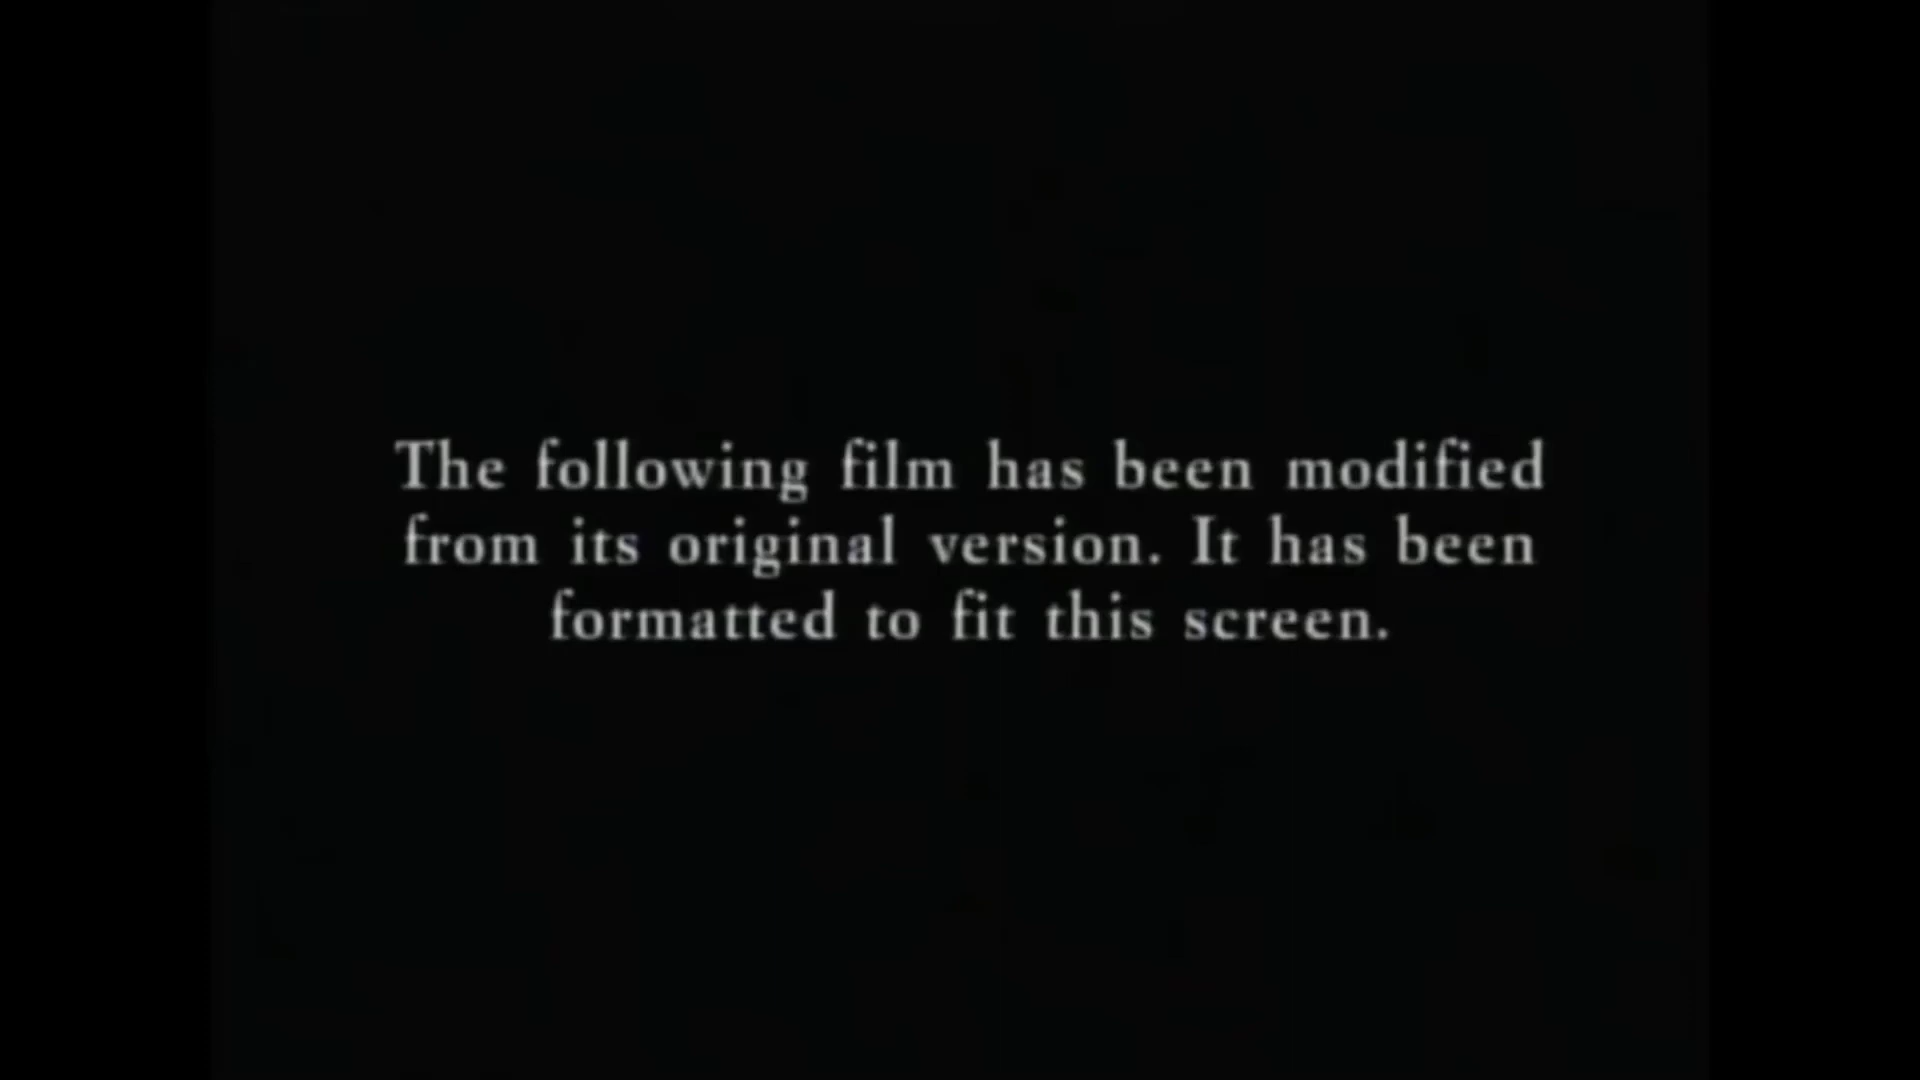 The following film has been modified
from its original version. It has been
formatted to fit this screen.